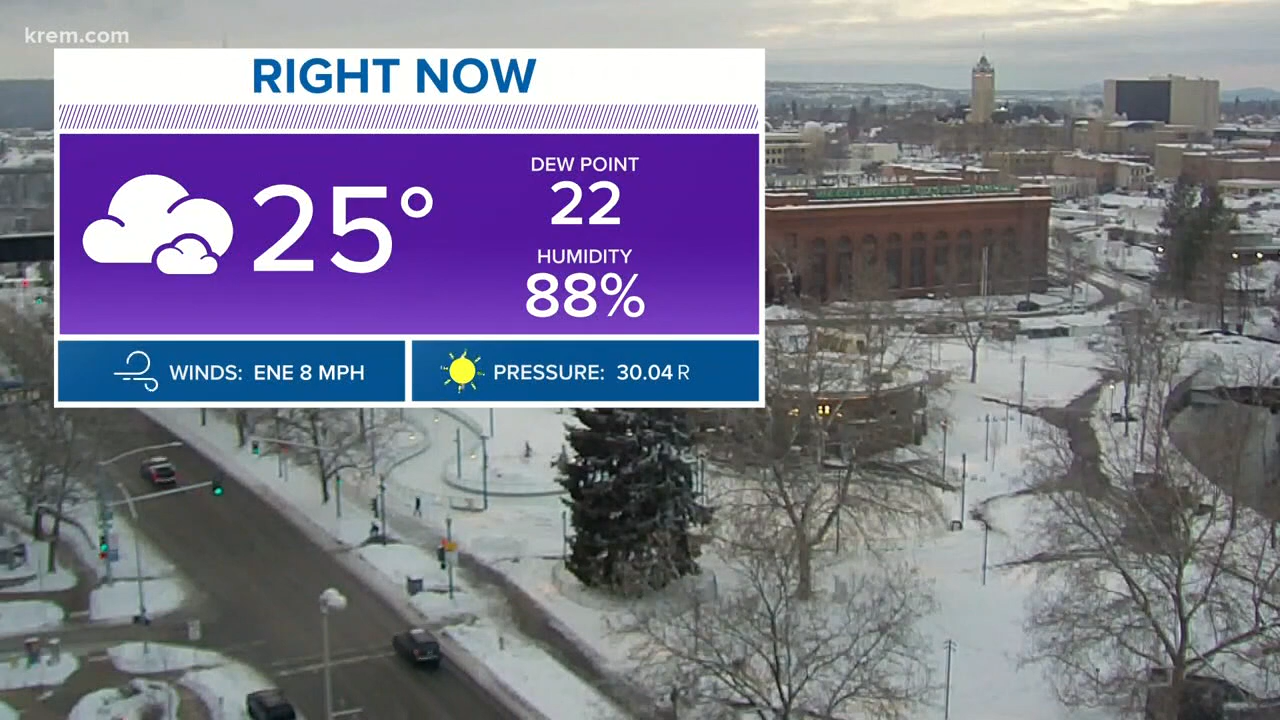 krem.com
RIGHT NOW
25°
DEW POINT
22
HUMIDITY
88%
WINDS: ENE 8 MPH
PRESSURE: 30.04 R